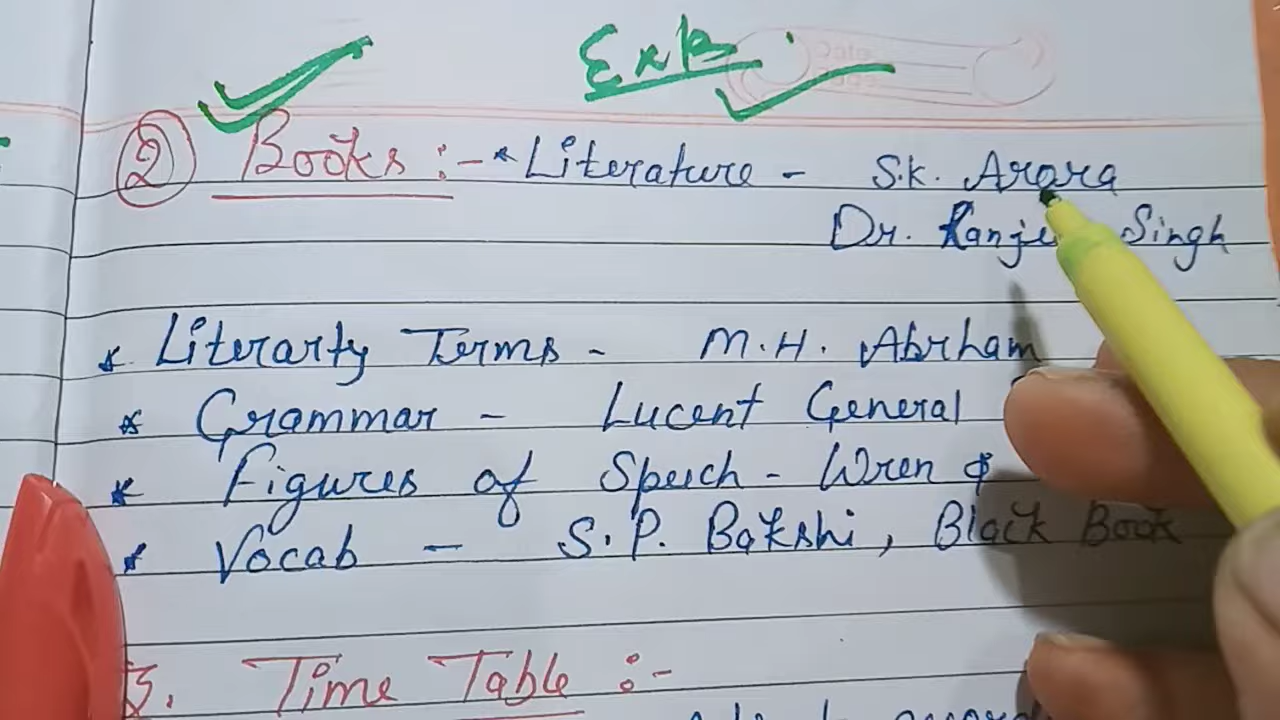 Exp.
② Books :- * Literature - S.K. Arora
Dr. Singh
* Literarty Terms - M.H. Abrham
* Grammar - Lucent General
* Figures of Speech - Wren &
* Vocab - S.P. Bakshi, Black Book
3. Time Table :-